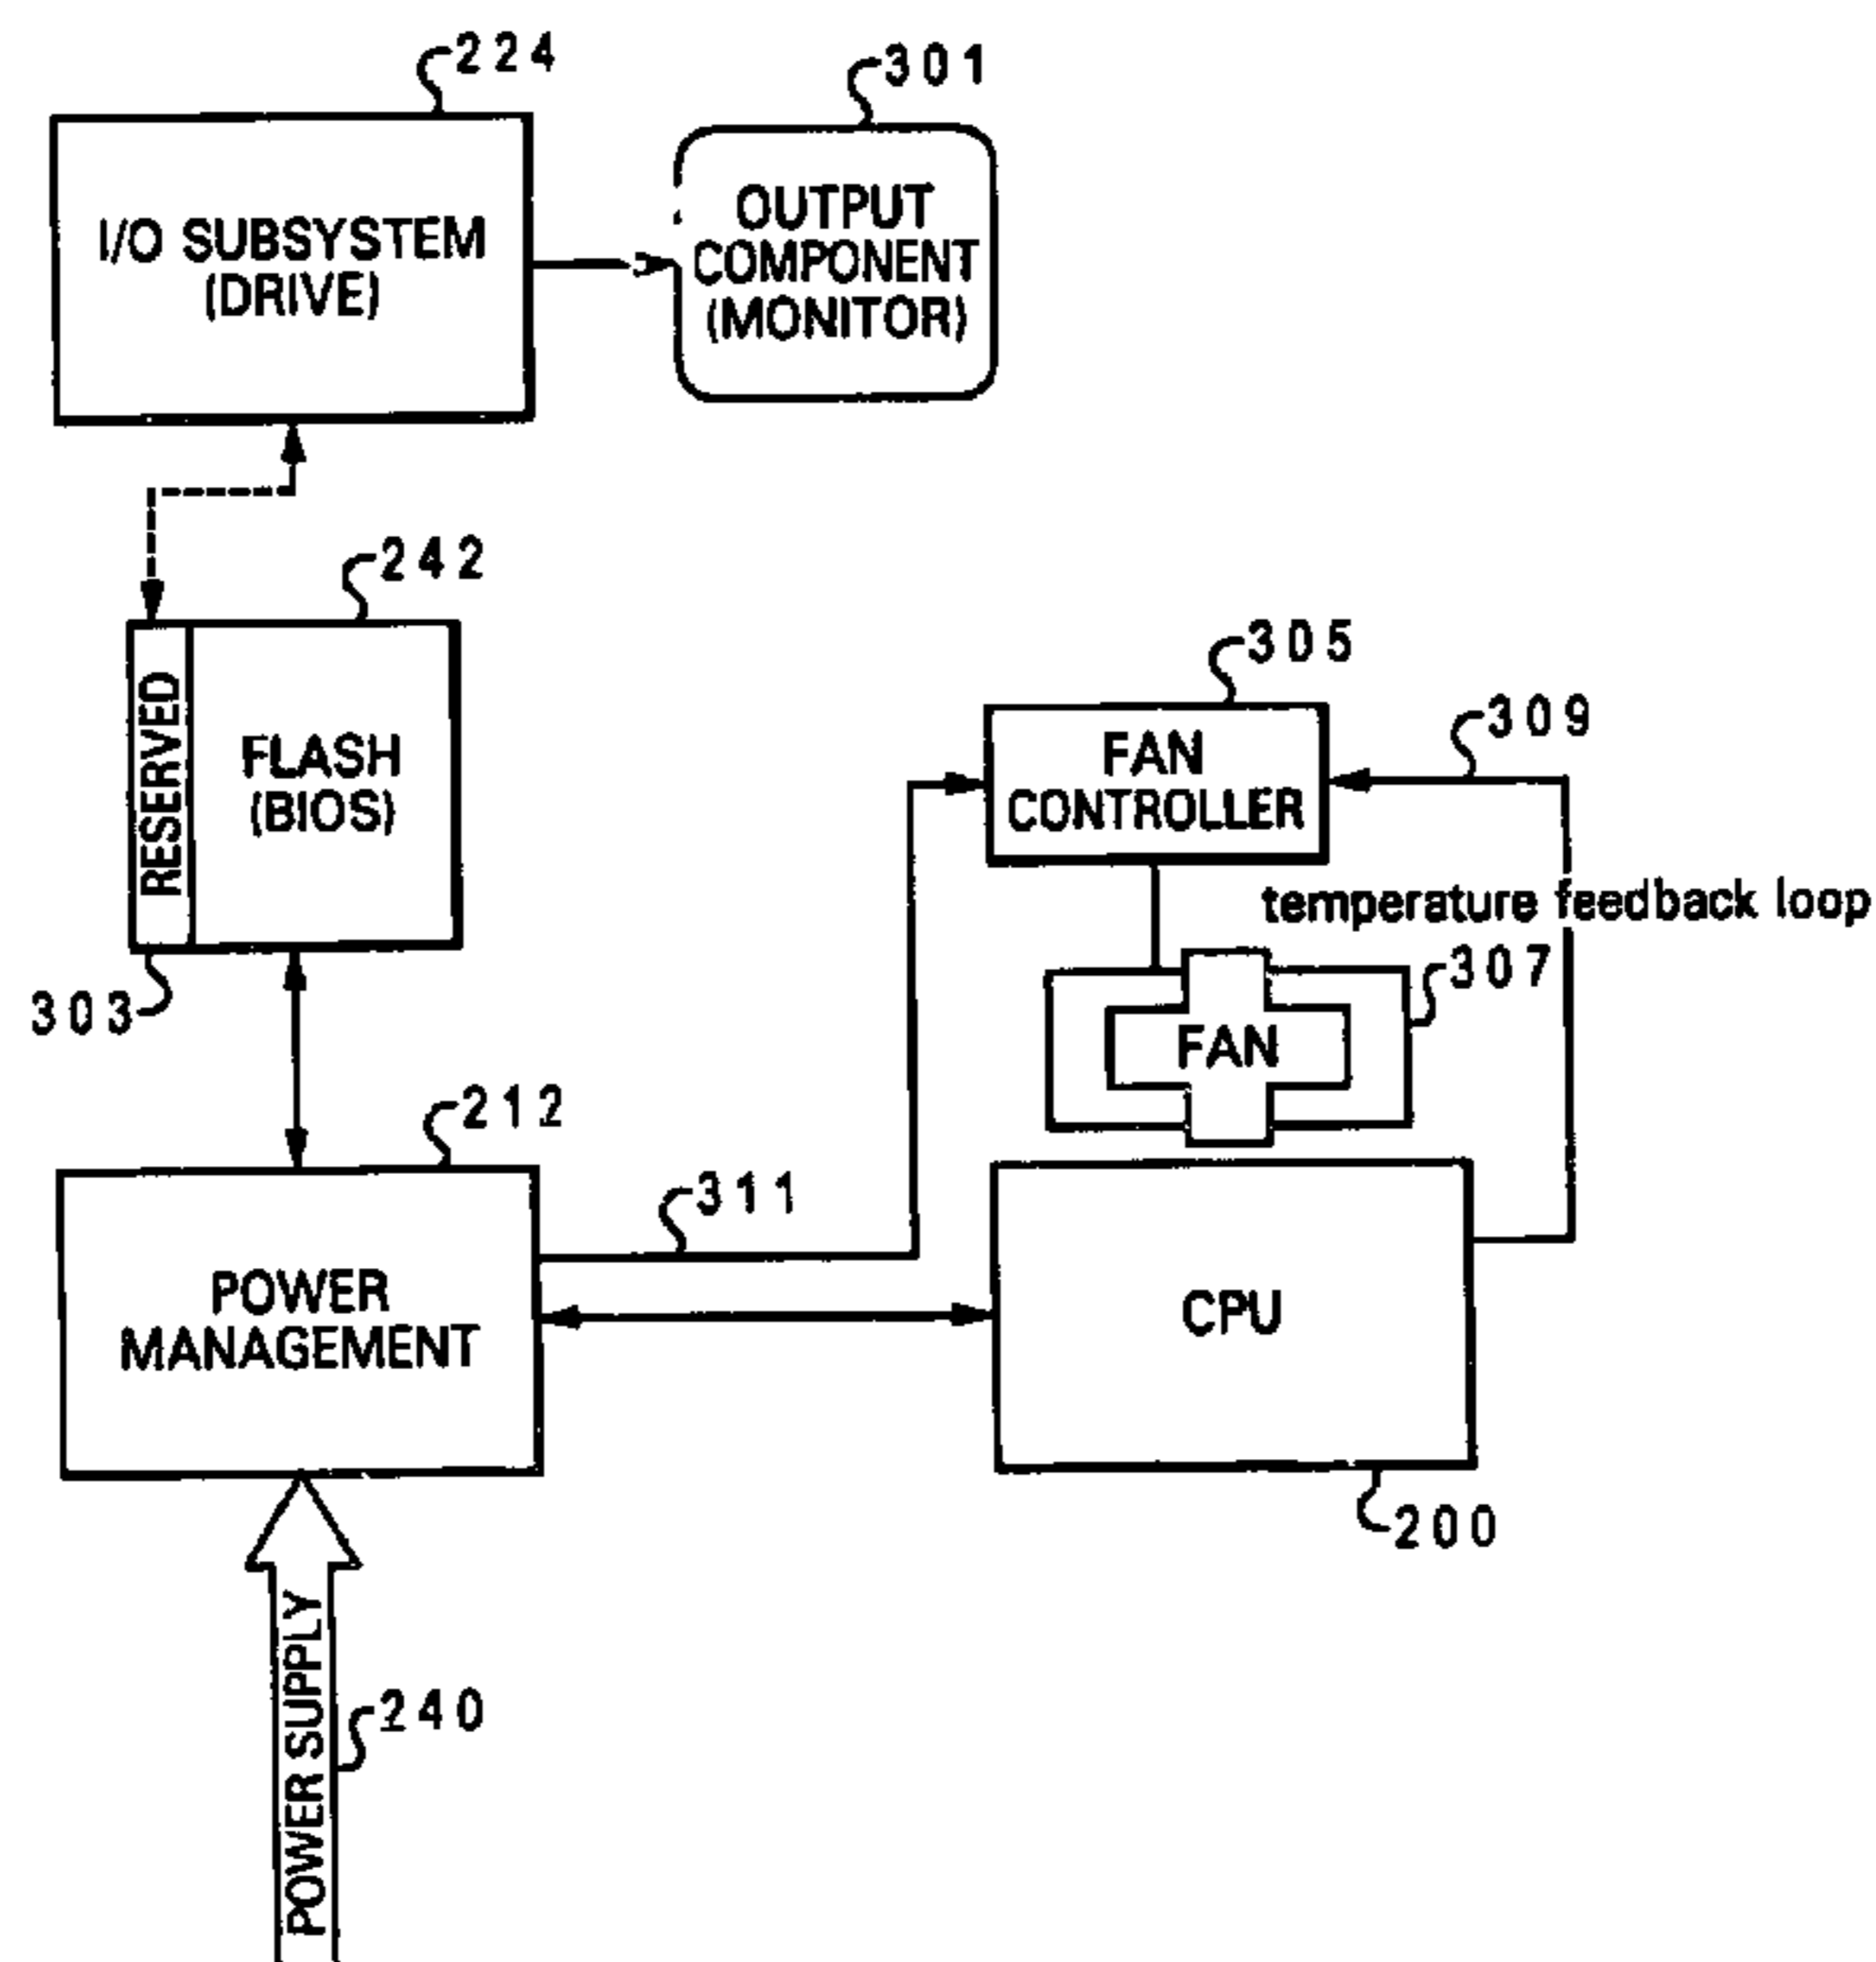 224
301
I/O SUBSYSTEM
(DRIVE)
OUTPUT
COMPONENT
(MONITOR)
242
RESERVED
FLASH
(BIOS)
303
305
309
FAN
CONTROLLER
temperature feedback loop
307
FAN
212
311
POWER
MANAGEMENT
CPU
200
POWER SUPPLY
240